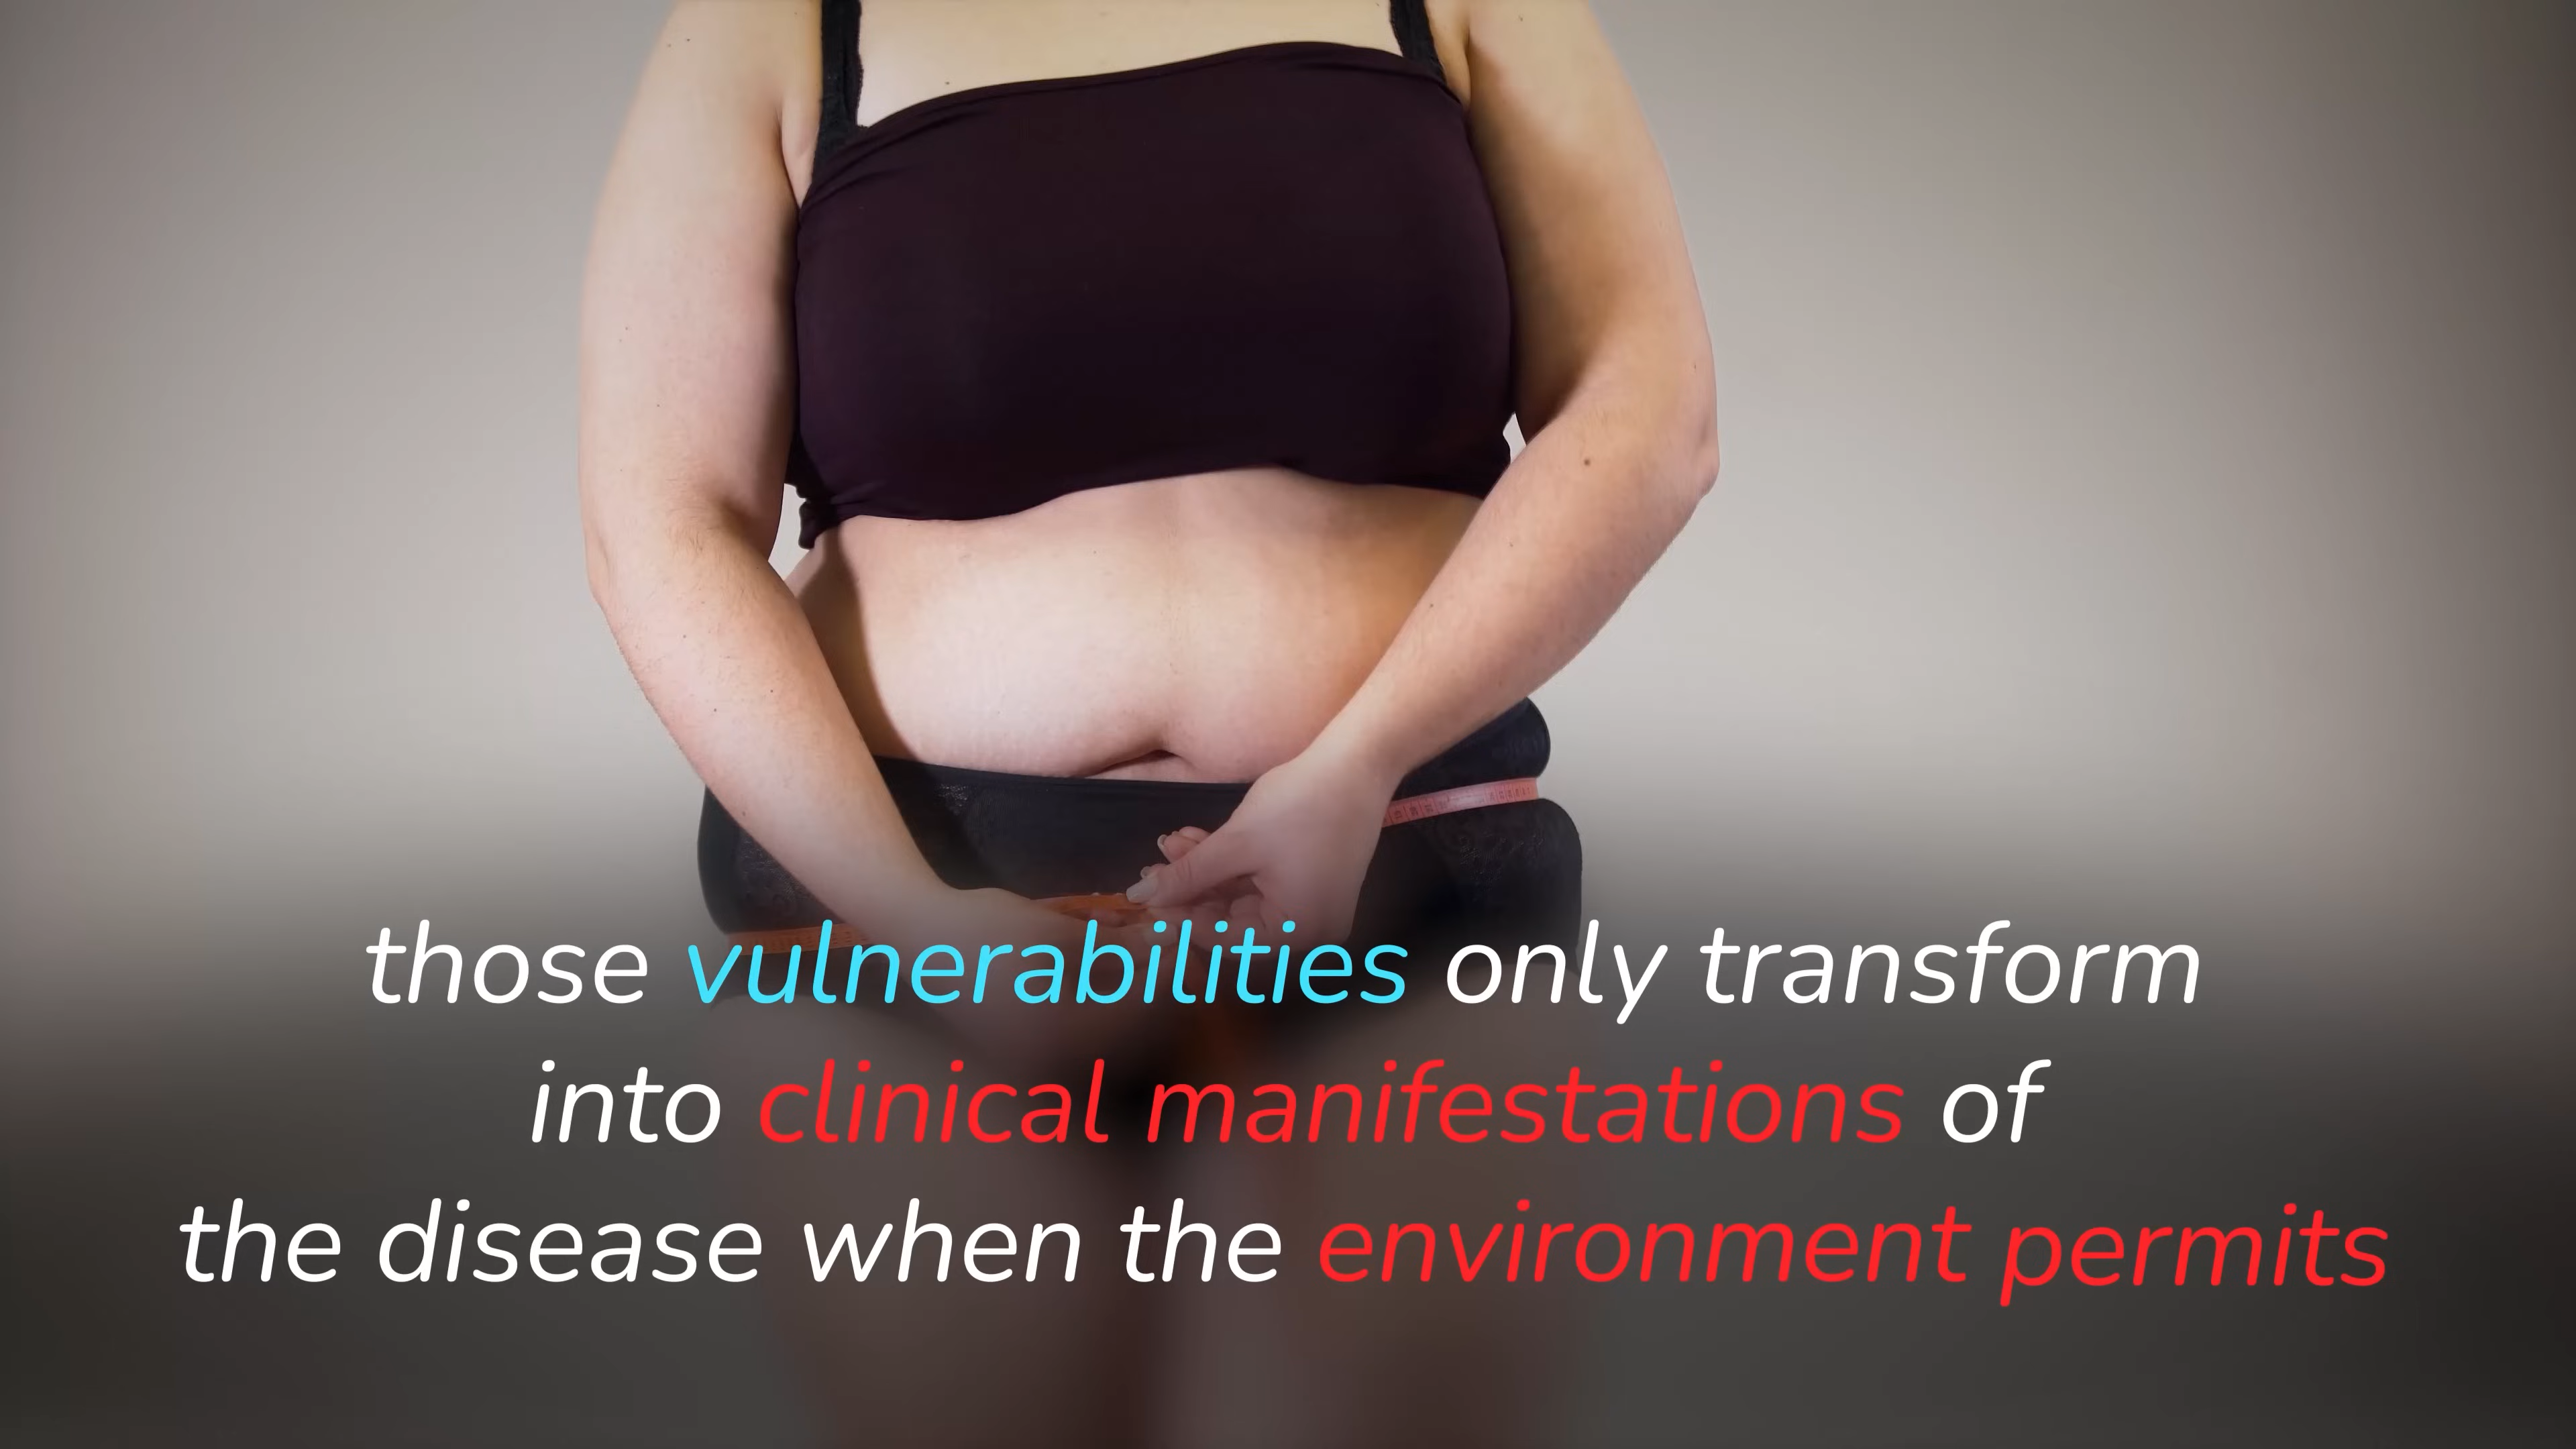 those vulnerabilities only transform
into clinical manifestations of
the disease when the environment permits